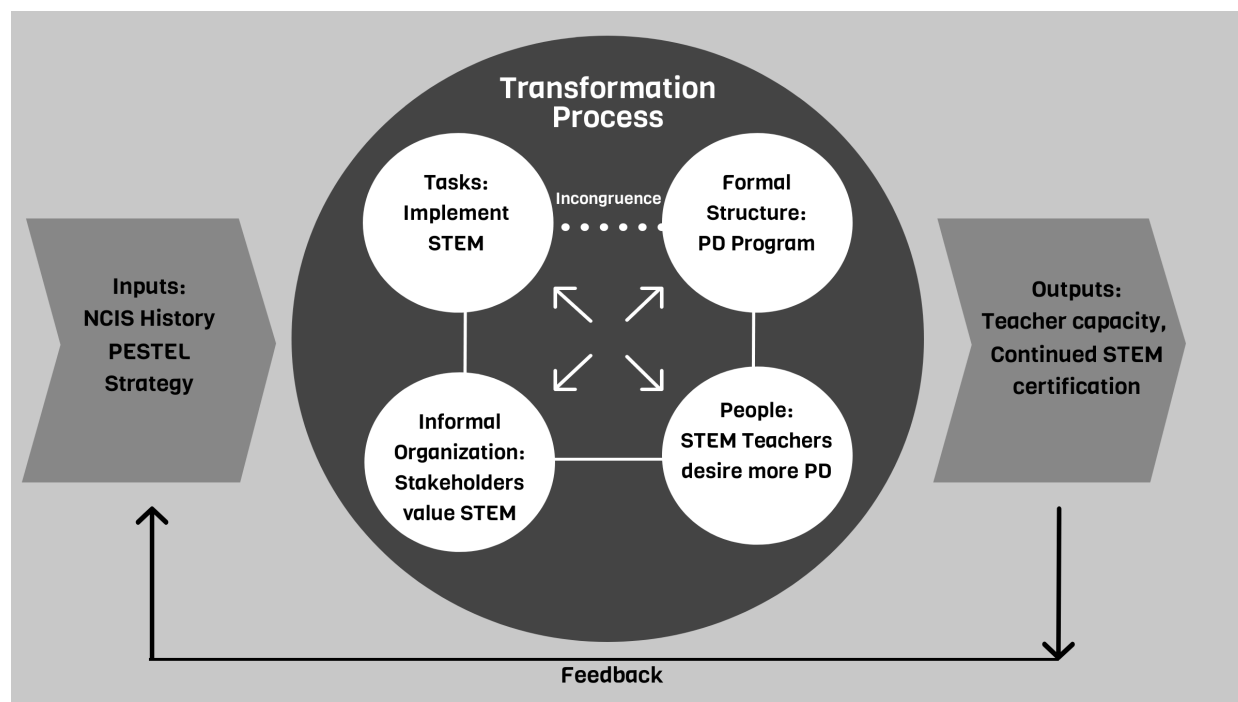 Transformation
Process
Tasks:
Implement
STEM
Incongruence
Formal
Structure:
PD Program
Inputs:
NCIS History
PESTEL
Strategy
Informal
Organization:
Stakeholders
value STEM
People:
STEM Teachers
desire more PD
Outputs:
Teacher capacity,
Continued STEM
certification
Feedback